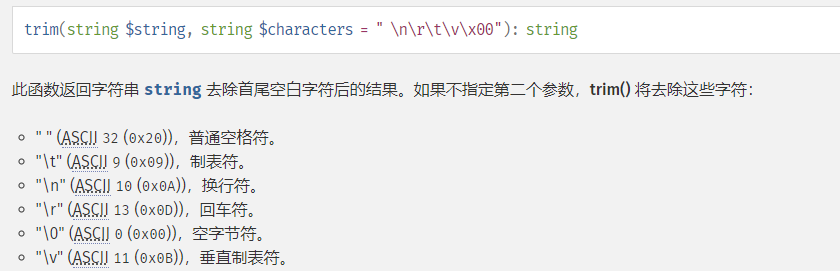 trim(string $string, string $characters = " \n\r\t\v\x00"): string
此函数返回字符串 string 去除首尾空白字符后的结果。如果不指定第二个参数，trim() 将去除这些字符：
" " (ASCII 32 (0x20))，普通空格符。
"\t" (ASCII 9 (0x09))，制表符。
"\n" (ASCII 10 (0x0A))，换行符。
"\r" (ASCII 13 (0x0D))，回车符。
"\0" (ASCII 0 (0x00))，空字节符。
"\v" (ASCII 11 (0x0B))，垂直制表符。